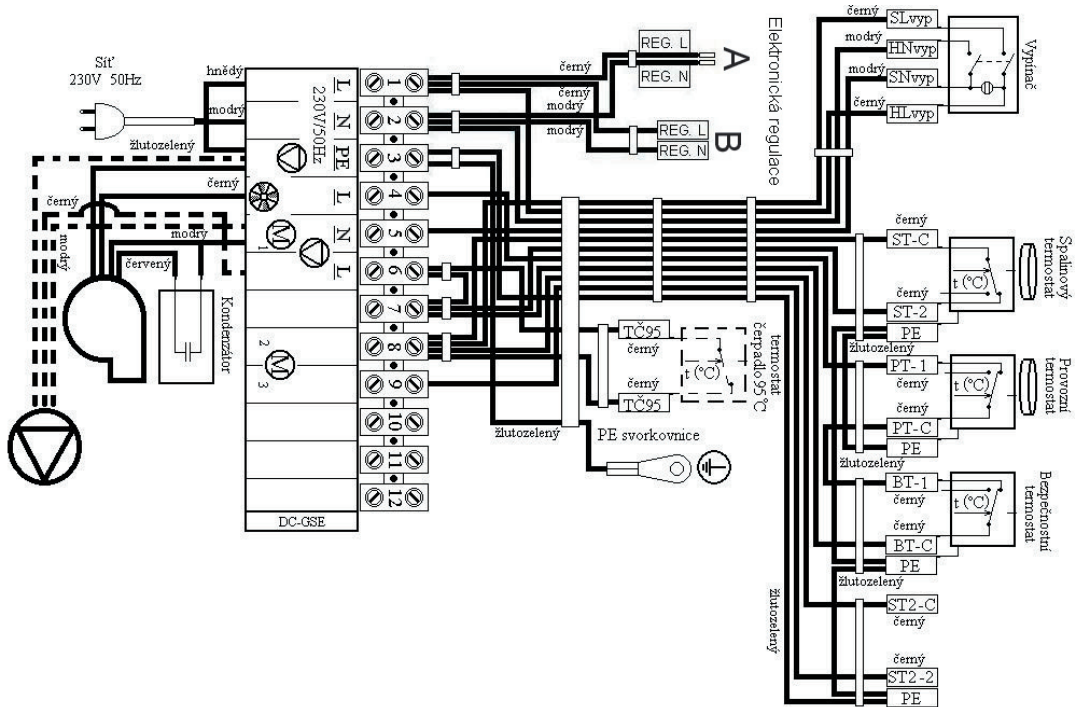 Síť
230V 50Hz
hnědý
modrý
žlutozelený
černý
černý
modrý
modrý
červený
Kondenzátor
L
N
PE
L
N
L
230V/50Hz
M
1
2
M
3
DC-GSE
1
2
3
4
5
6
7
8
9
10
11
12
REG. L
REG. N
A
černý
černý
modrý
modrý
REG. L
REG. N
B
Elektronická regulace
TČ95
černý
černý
TČ95
t (°C)
termostat
čerpadlo 95°C
žlutozelený
PE svorkovnice
černý
SLvyp
modrý
HNvyp
modrý
SNvyp
černý
HLvyp
Vypínač
černý
ST-C
černý
ST-2
PE
žlutozelený
t (°C)
Spalinový
termostat
PT-1
černý
černý
PT-C
PE
žlutozelený
t (°C)
Provozní
termostat
BT-1
černý
černý
BT-C
PE
žlutozelený
t (°C)
Bezpečnostní
termostat
ST2-C
černý
černý
ST2-2
PE
žlutozelený